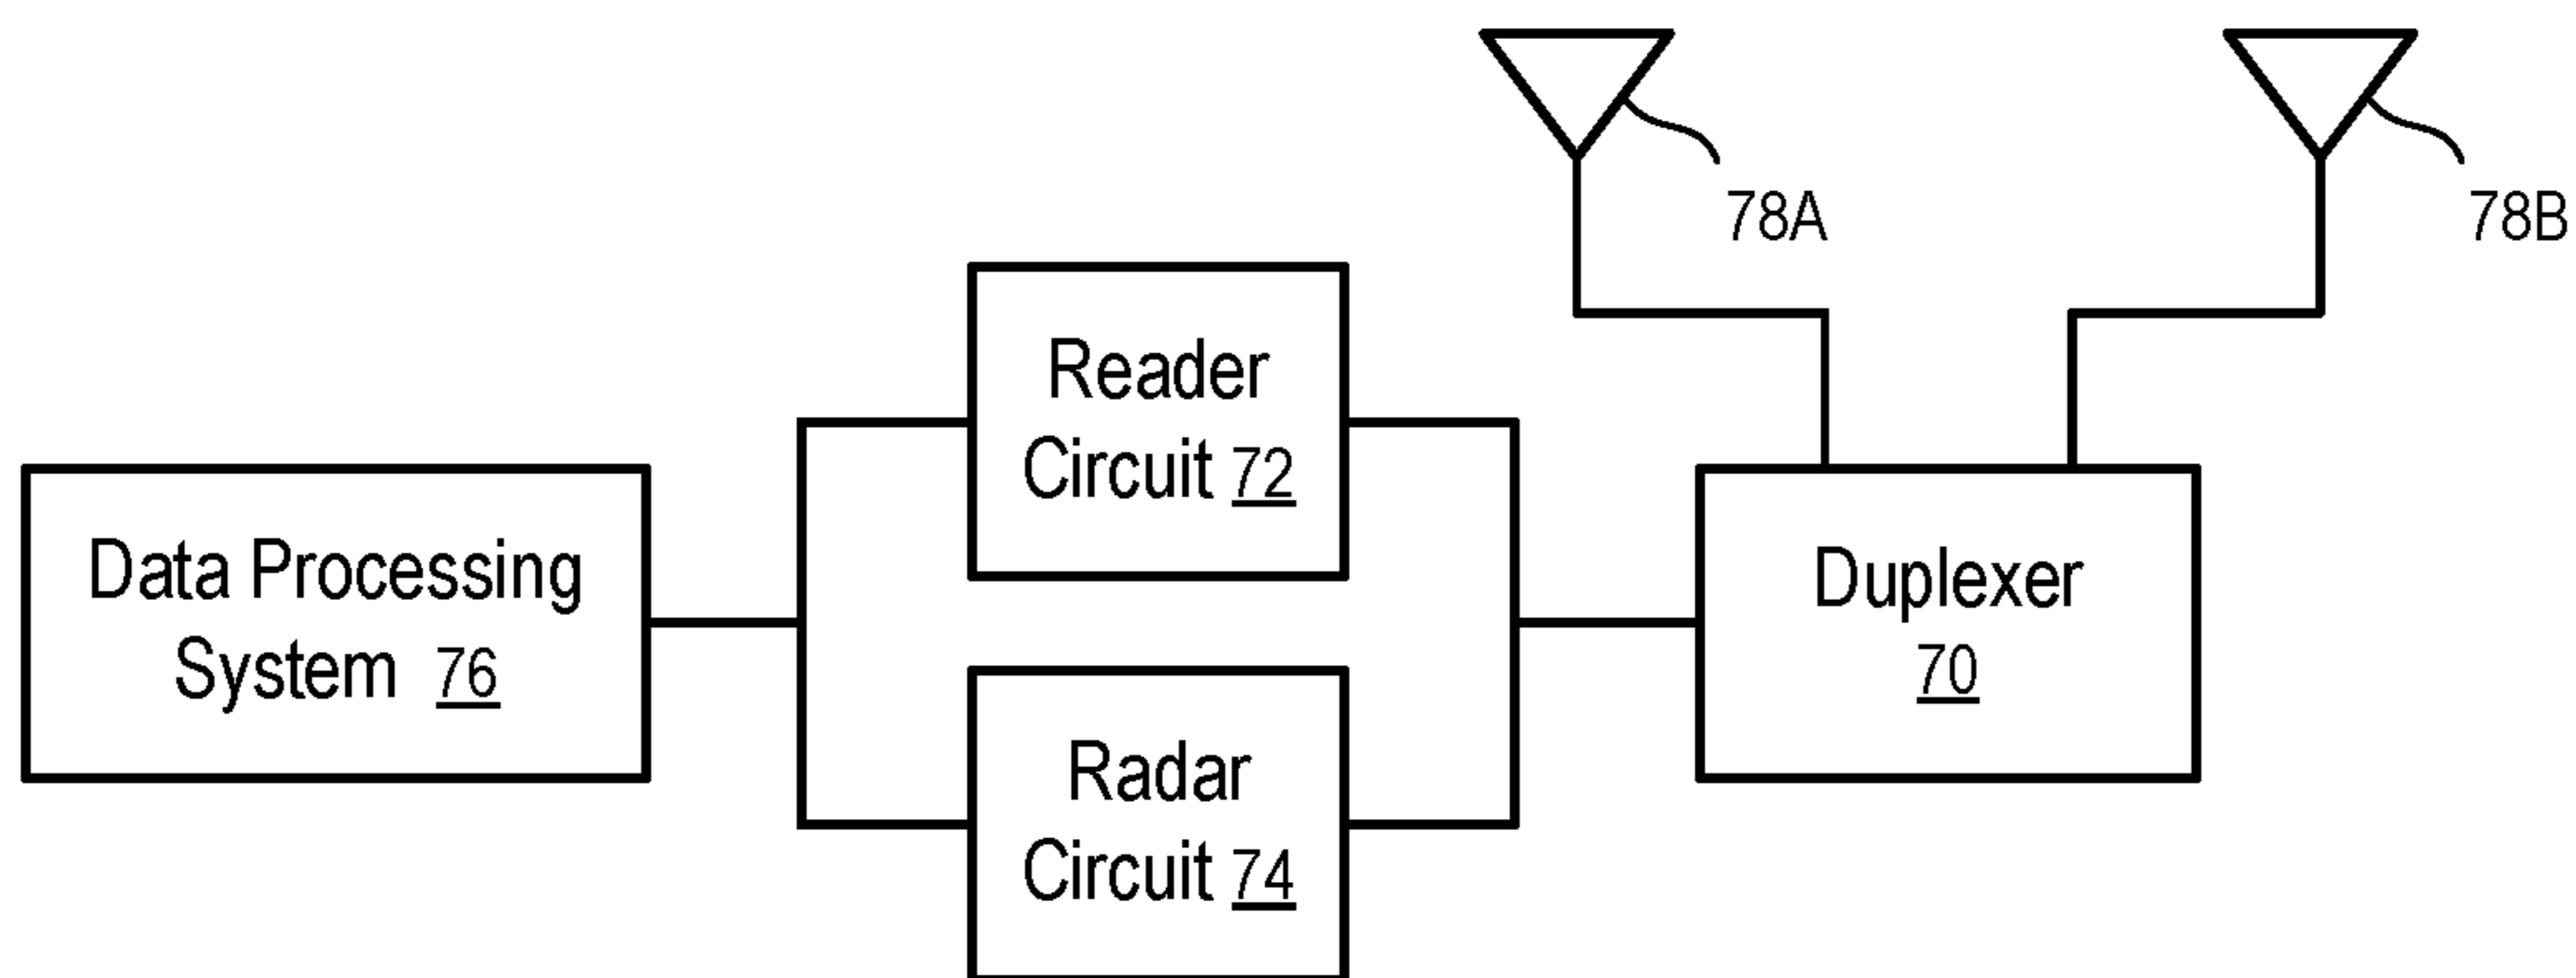 78A
78B
Reader
Circuit 72
Data Processing
System 76
Duplexer
70
Radar
Circuit 74